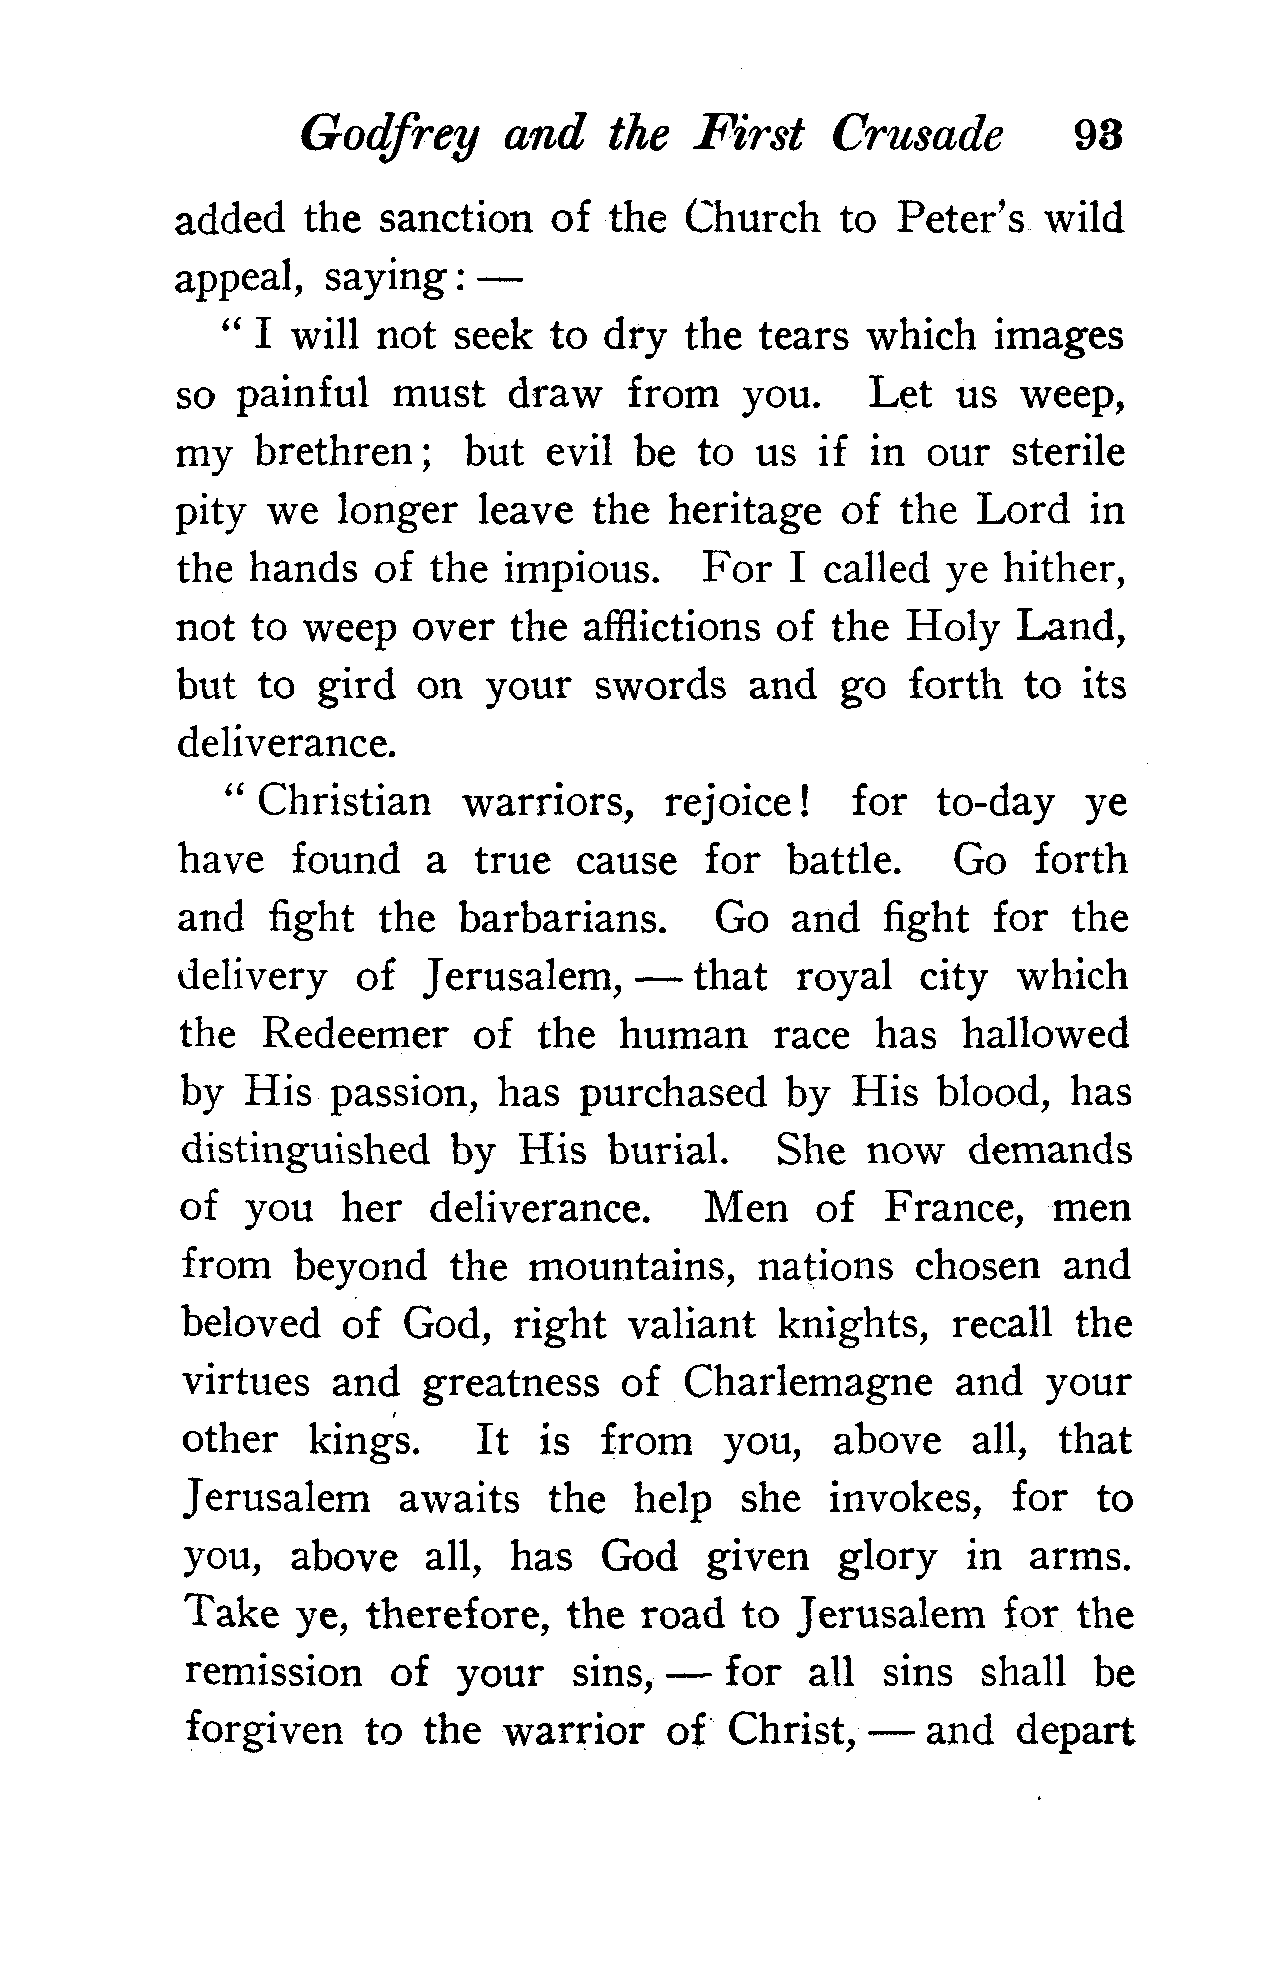 Godfrey and the First Crusade 93
added the sanction of the Church to Peter's wild
appeal, saying: —
“ I will not seek to dry the tears which images
so painful must draw from you. Let us weep,
my brethren; but evil be to us if in our sterile
pity we longer leave the heritage of the Lord in
the hands of the impious. For I called ye hither,
not to weep over the afflictions of the Holy Land,
but to gird on your swords and go forth to its
deliverance.
“ Christian warriors, rejoice! for to-day ye
have found a true cause for battle. Go forth
and fight the barbarians. Go and fight for the
delivery of Jerusalem, — that royal city which
the Redeemer of the human race has hallowed
by His passion, has purchased by His blood, has
distinguished by His burial. She now demands
of you her deliverance. Men of France, men
from beyond the mountains, nations chosen and
beloved of God, right valiant knights, recall the
virtues and greatness of Charlemagne and your
other kings. It is from you, above all, that
Jerusalem awaits the help she invokes, for to
you, above all, has God given glory in arms.
Take ye, therefore, the road to Jerusalem for the
remission of your sins, — for all sins shall be
forgiven to the warrior of Christ, — and depart